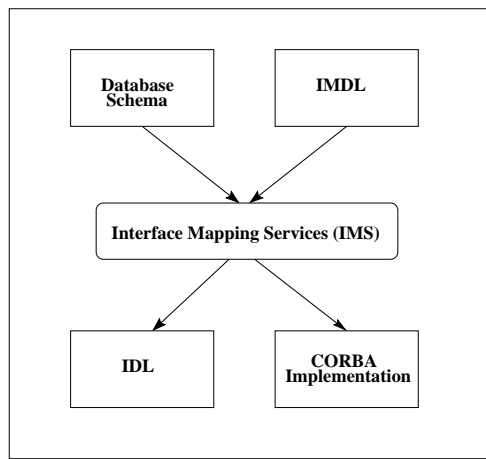 Database
Schema
IMDL
Interface Mapping Services (IMS)
IDL
CORBA
Implementation